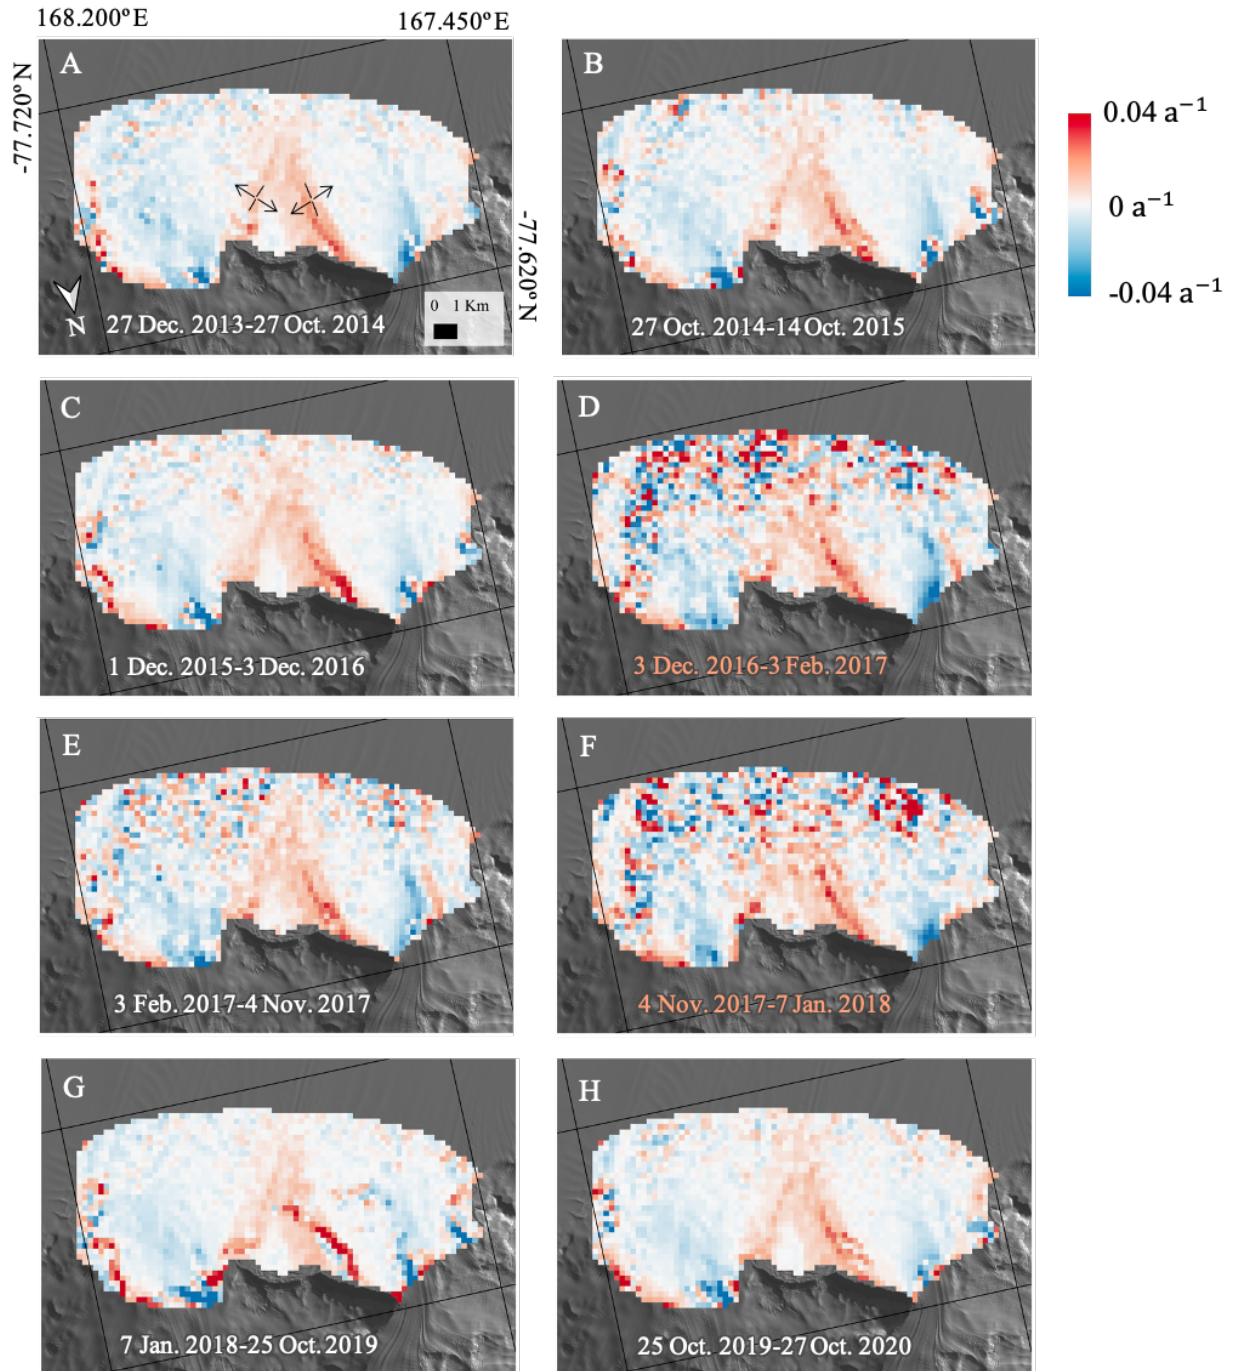 168.200° E
167.450° E
-77.720° N
A
B
0.04 a⁻¹
0 a⁻¹
-0.04 a⁻¹
-77.620° N
N
0 1 Km
27 Dec. 2013-27 Oct. 2014
27 Oct. 2014-14 Oct. 2015
C
D
1 Dec. 2015-3 Dec. 2016
3 Dec. 2016-3 Feb. 2017
E
F
3 Feb. 2017-4 Nov. 2017
4 Nov. 2017-7 Jan. 2018
G
H
7 Jan. 2018-25 Oct. 2019
25 Oct. 2019-27 Oct. 2020